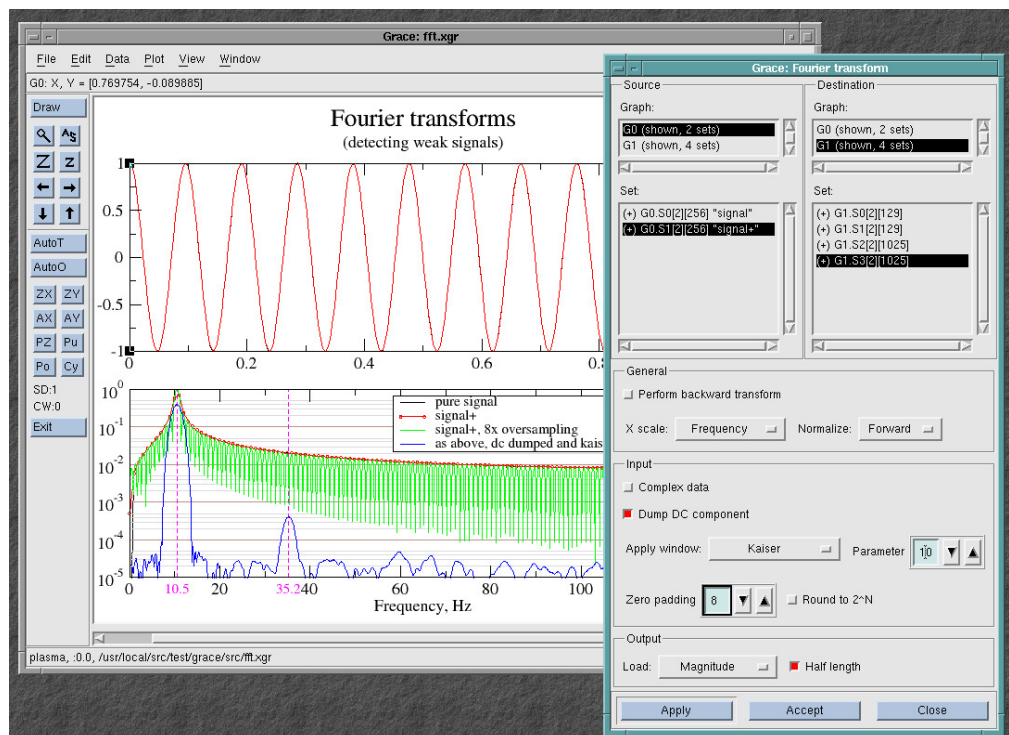 Grace: fft.xgr
File Edit Data Plot View Window
G0: X, Y = [0.769754, -0.089885]
Draw
AS
Z z
AutoT
AutoO
ZX ZY
AX AY
PZ Pu
Po Cy
SD:1
CW:0
Exit
Fourier transforms
(detecting weak signals)
1
0.5
0
-0.5
-1
0 0.2 0.4 0.6 0.8
10^0
10^-1
10^-2
10^-3
10^-4
10^-5
pure signal
signal+
signal+, 8x oversampling
as above, dc dumped and kais
0 10.5 20 35.2 40 60 80 100
Frequency, Hz
plasma, :0.0, /usr/local/src/test/grace/src/fft.xgr
Grace: Fourier transform
Source
Graph:
G0 (shown, 2 sets)
G1 (shown, 4 sets)
Set:
(+) G0.S0[2][256] "signal"
(+) G0.S1[2][256] "signal+"
Destination
Graph:
G0 (shown, 2 sets)
G1 (shown, 4 sets)
Set:
(+) G1.S0[2][129]
(+) G1.S1[2][129]
(+) G1.S2[2][1025]
(+) G1.S3[2][1025]
General
Perform backward transform
X scale: Frequency Normalize: Forward
Input
Complex data
Dump DC component
Apply window: Kaiser Parameter 10
Zero padding 8 Round to 2^N
Output
Load: Magnitude Half length
Apply Accept Close